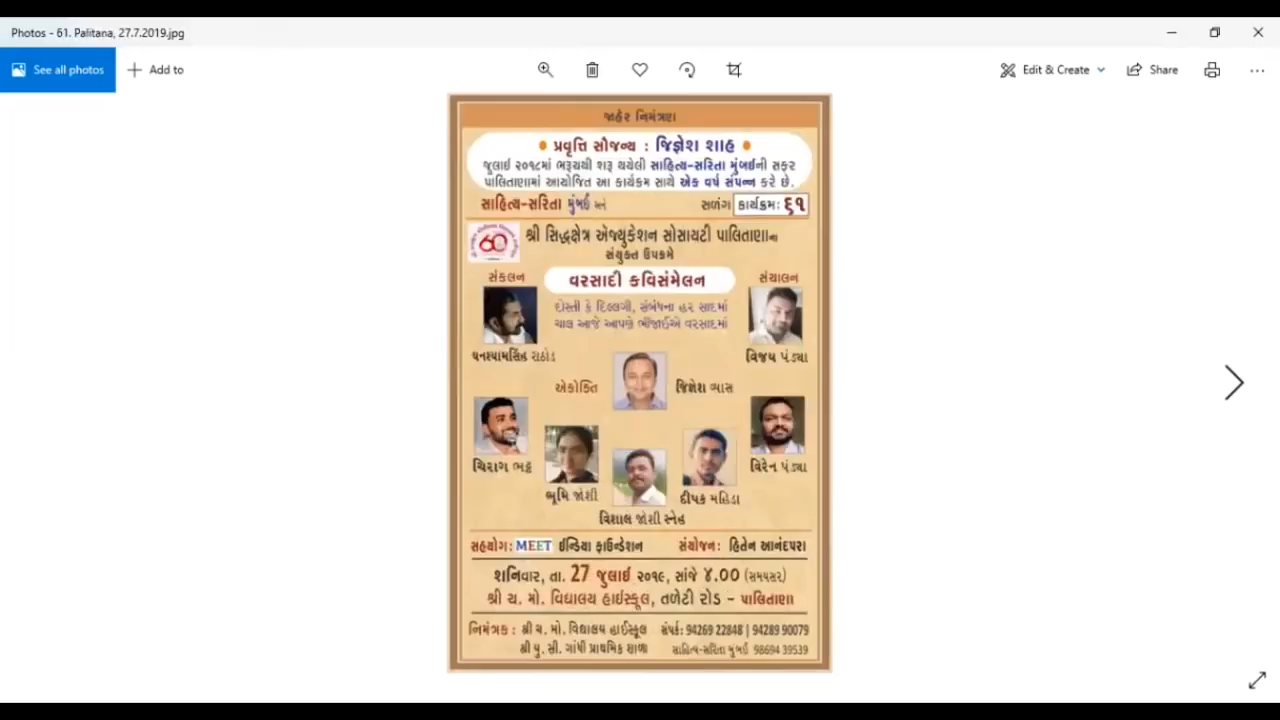 Photos - 61. Palitana, 27.7.2019.jpg
See all photos
Add to
Edit & Create
Share
જાહેર નિમંત્રણ
પ્રવૃત્તિ સૌજન્ય : જિજ્ઞેશ શાહ
જુલાઈ ૨૦૧૮માં ભરૂચથી શરૂ થયેલી સાહિત્ય-સરિતા મુંબઈની સફર
પાલિતાણામાં આયોજિત આ કાર્યક્રમ સાથે એક વર્ષ સંપન્ન કરે છે.
સાહિત્ય-સરિતા મુંબઈ અને
સળંગ કાર્યક્રમ: ૬૧
60
શ્રી સિદ્ધક્ષેત્ર એજ્યુકેશન સોસાયટી પાલિતાણાના
સંયુક્ત ઉપક્રમે
સંકલન
વરસાદી કવિસંમેલન
સંચાલન
દોસ્તી કે દિલ્લગી, સંબંધના હર સાદમાં
ચાલ આજે આપણે ભીંજાઈએ વરસાદમાં
ઘનશ્યામસિંહ રાઠોડ
વિજય પંડ્યા
એકોક્તિ
જિજ્ઞેશ વ્યાસ
ચિરાગ ભટ્ટ
વિરેન પંડ્યા
ભૂમિ જોશી
દીપક મહિડા
વિશાલ જોશી સ્નેહ
સહયોગ: MEET ઈન્ડિયા ફાઉન્ડેશન
સંયોજન: હિતેન આનંદપરા
શનિવાર, તા. 27 જુલાઈ ૨૦૧૯, સાંજે ૪.00 (સમયસર)
શ્રી ચ. મો. વિદ્યાલય હાઈસ્કૂલ, તળેટી રોડ - પાલિતાણા
નિમંત્રક : શ્રી ચ. મો. વિદ્યાલય હાઈસ્કૂલ
સંપર્ક: 94269 22848 | 94289 90079
શ્રી પુ. સી. ગાંધી પ્રાથમિક શાળા
સાહિત્ય-સરિતા મુંબઈ 98694 39539